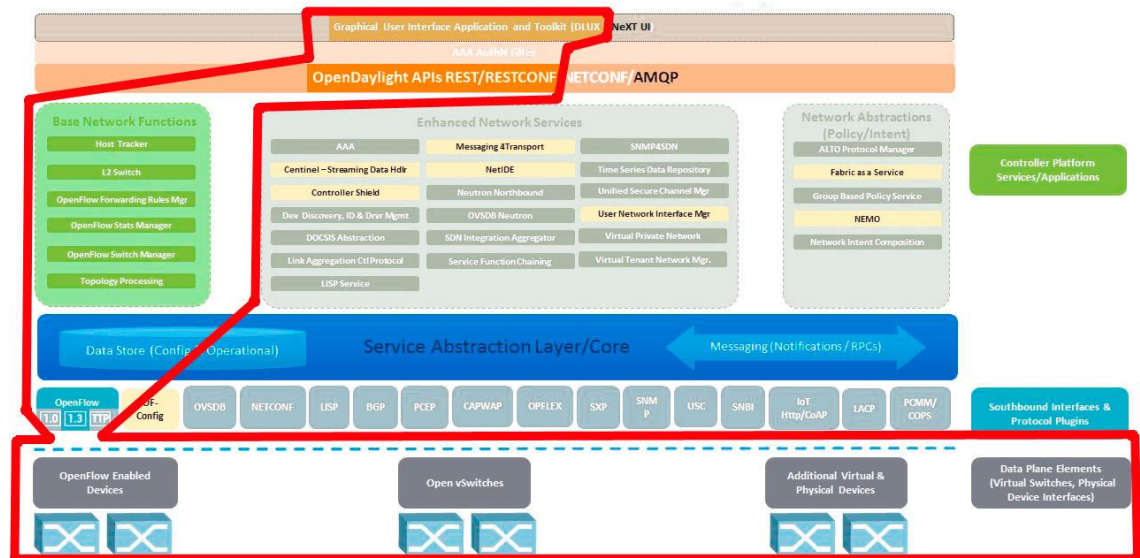 Graphical User Interface Application and Toolkit (DLUX NeXT UI)
AAA AuthN Filter
OpenDaylight APIs REST/RESTCONF/NETCONF/AMQP
Base Network Functions
Host Tracker
L2 Switch
OpenFlow Forwarding Rules Mgr
OpenFlow Stats Manager
OpenFlow Switch Manager
Topology Processing
Enhanced Network Services
AAA
Centinel – Streaming Data Hdlr
Controller Shield
Dev Discovery, ID & Drvr Mgmt
DOCSIS Abstraction
Link Aggregation Ctl Protocol
LISP Service
Messaging 4Transport
NetIDE
Neutron Northbound
OVSDB Neutron
SDN Integration Aggregator
Service Function Chaining
SNMP4SDN
Time Series Data Repository
Unified Secure Channel Mgr
User Network Interface Mgr
Virtual Private Network
Virtual Tenant Network Mgr.
Network Abstractions
(Policy/Intent)
ALTO Protocol Manager
Fabric as a Service
Group Based Policy Service
NEMO
Network Intent Composition
Controller Platform
Services/Applications
Data Store (Config Operational)
Service Abstraction Layer/Core
Messaging (Notifications / RPCs)
OpenFlow
1.0 1.3 TTP
OF-
Config
OVSDB
NETCONF
LISP
BGP
PCEP
CAPWAP
OPFLEX
SXP
SNM
P
USC
SNBI
IoT
Http/CoAP
LACP
PCMM/
COPS
Southbound Interfaces &
Protocol Plugins
OpenFlow Enabled
Devices
Open vSwitches
Additional Virtual &
Physical Devices
Data Plane Elements
(Virtual Switches, Physical
Device Interfaces)